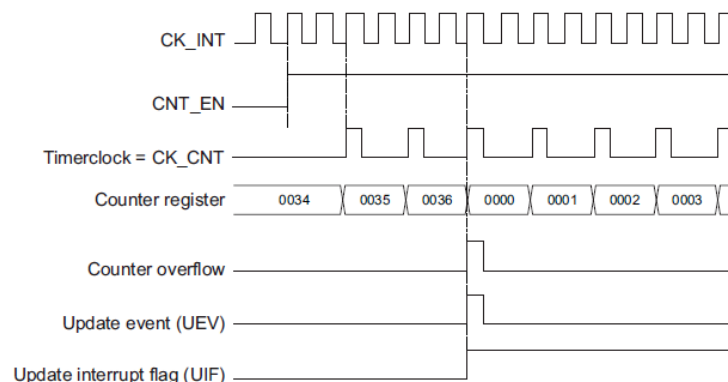 CK_INT
CNT_EN
Timerclock = CK_CNT
Counter register 0034 0035 0036 0000 0001 0002 0003
Counter overflow
Update event (UEV)
Update interrupt flag (UIF)